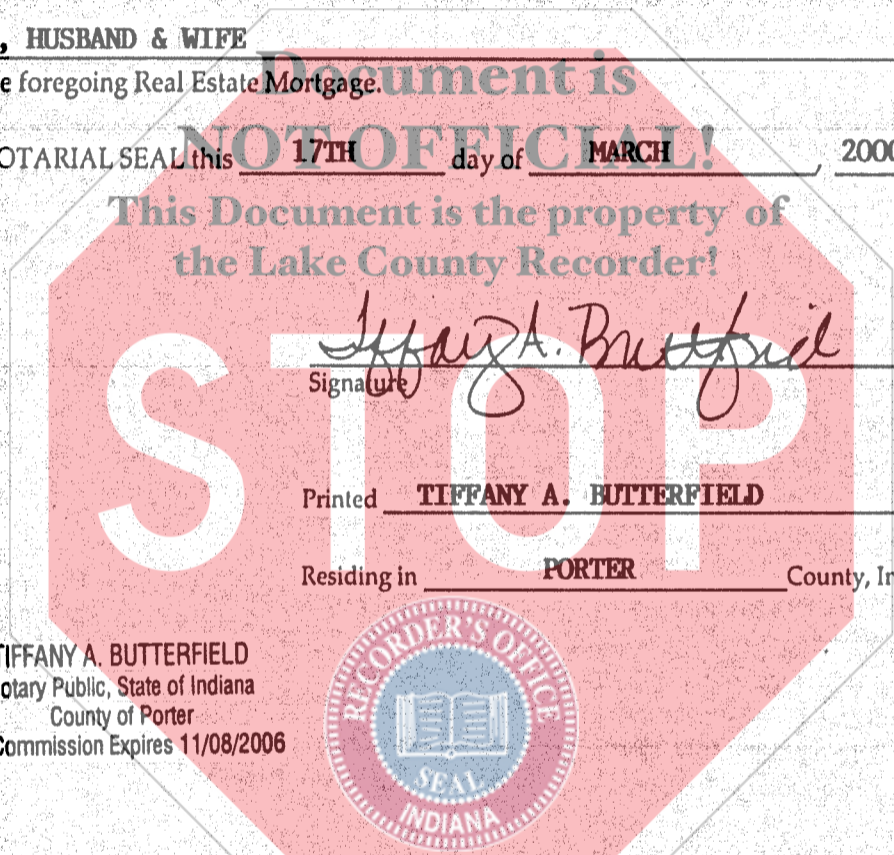 , HUSBAND & WIFE
e foregoing Real Estate Mortgage.
Document is
OTARIAL SEAL this 17TH day of MARCH , 2000
NOT OFFICIAL!
This Document is the property of
the Lake County Recorder!
Tiffany A. Butterfield
Signature
STOP
Printed TIFFANY A. BUTTERFIELD
Residing in PORTER County, In
TIFFANY A. BUTTERFIELD
otary Public, State of Indiana
County of Porter
Commission Expires 11/08/2006
RECORDER'S OFFICE
SEAL
INDIANA